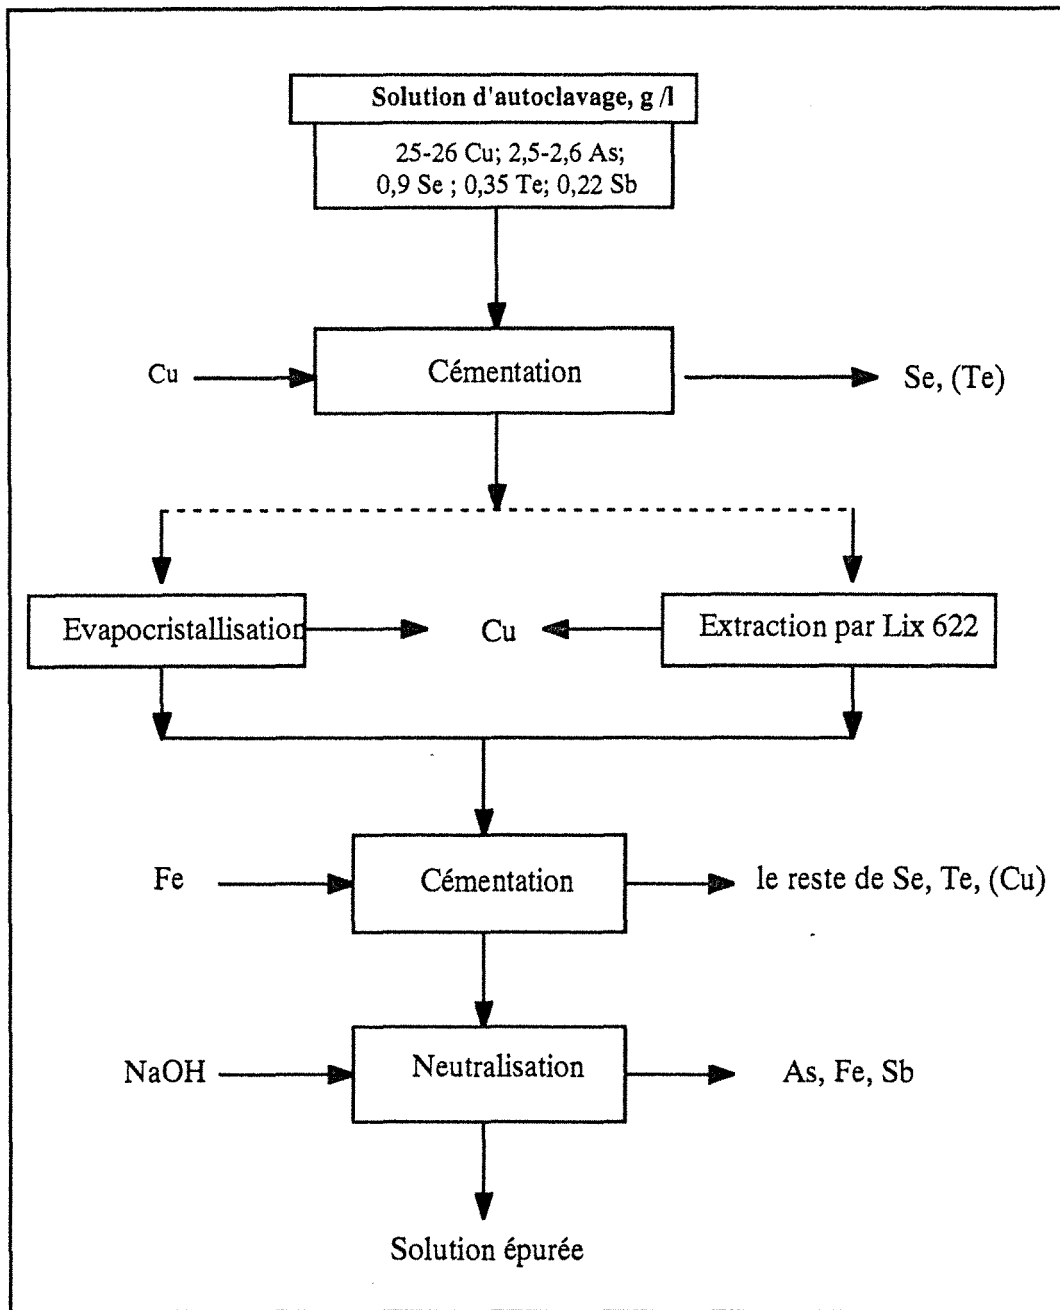 Solution d'autoclavage, g /l
25-26 Cu; 2,5-2,6 As;
0,9 Se ; 0,35 Te; 0,22 Sb
Cu
Cémentation
Se, (Te)
Evapocristallisation
Cu
Extraction par Lix 622
Fe
Cémentation
le reste de Se, Te, (Cu)
NaOH
Neutralisation
As, Fe, Sb
Solution épurée